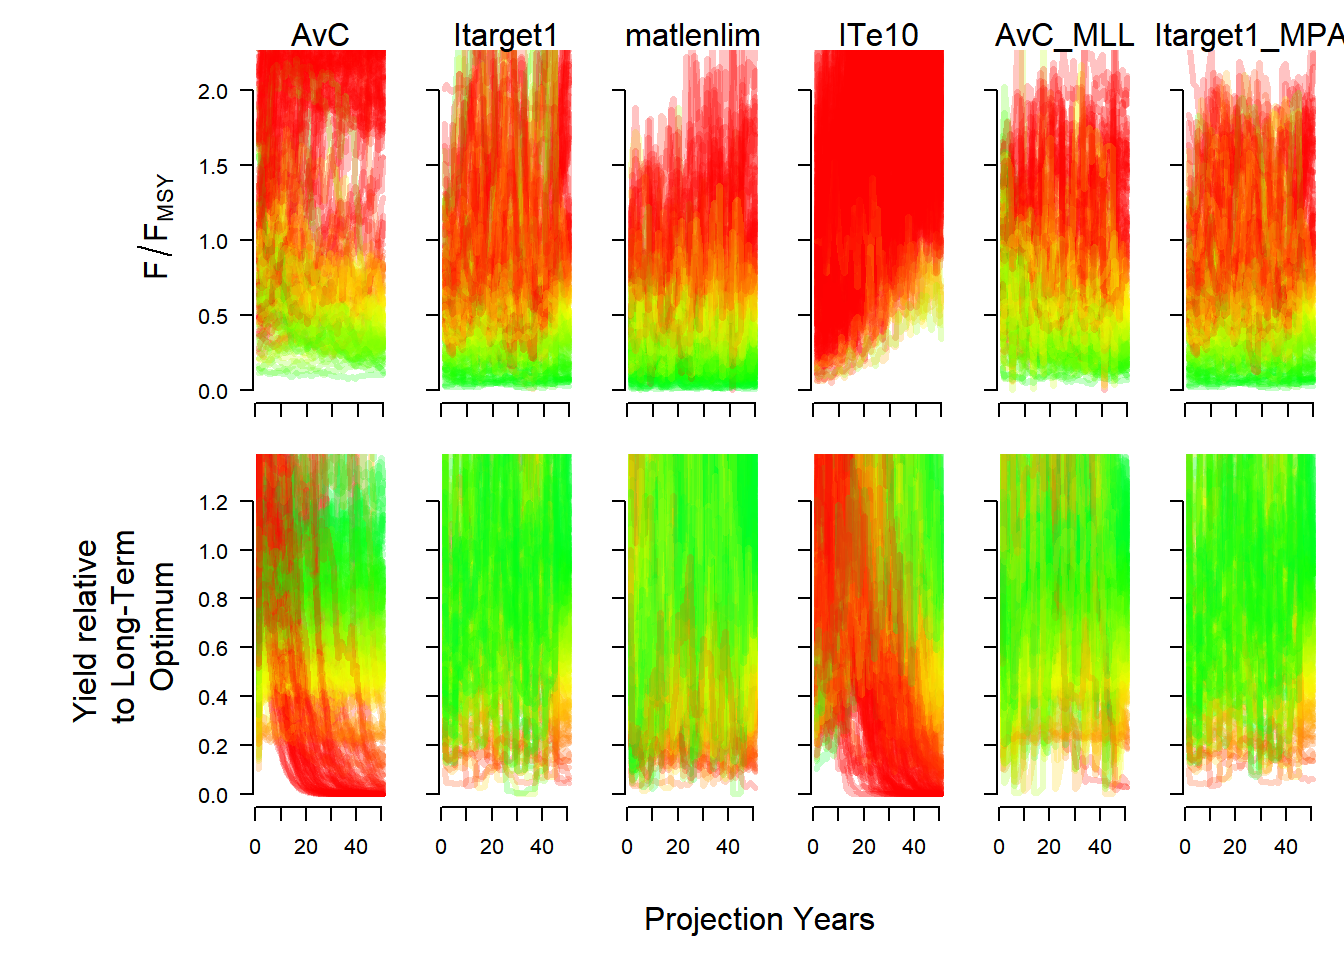 AvC Itarget1 matlenlim ITe10 AvC_MLL Itarget1_MPA
F / FMSY
2.0
1.5
1.0
0.5
0.0
Yield relative
to Long-Term
Optimum
1.2
1.0
0.8
0.6
0.4
0.2
0.0
0 20 40 0 20 40 0 20 40 0 20 40 0 20 40 0 20 40
Projection Years